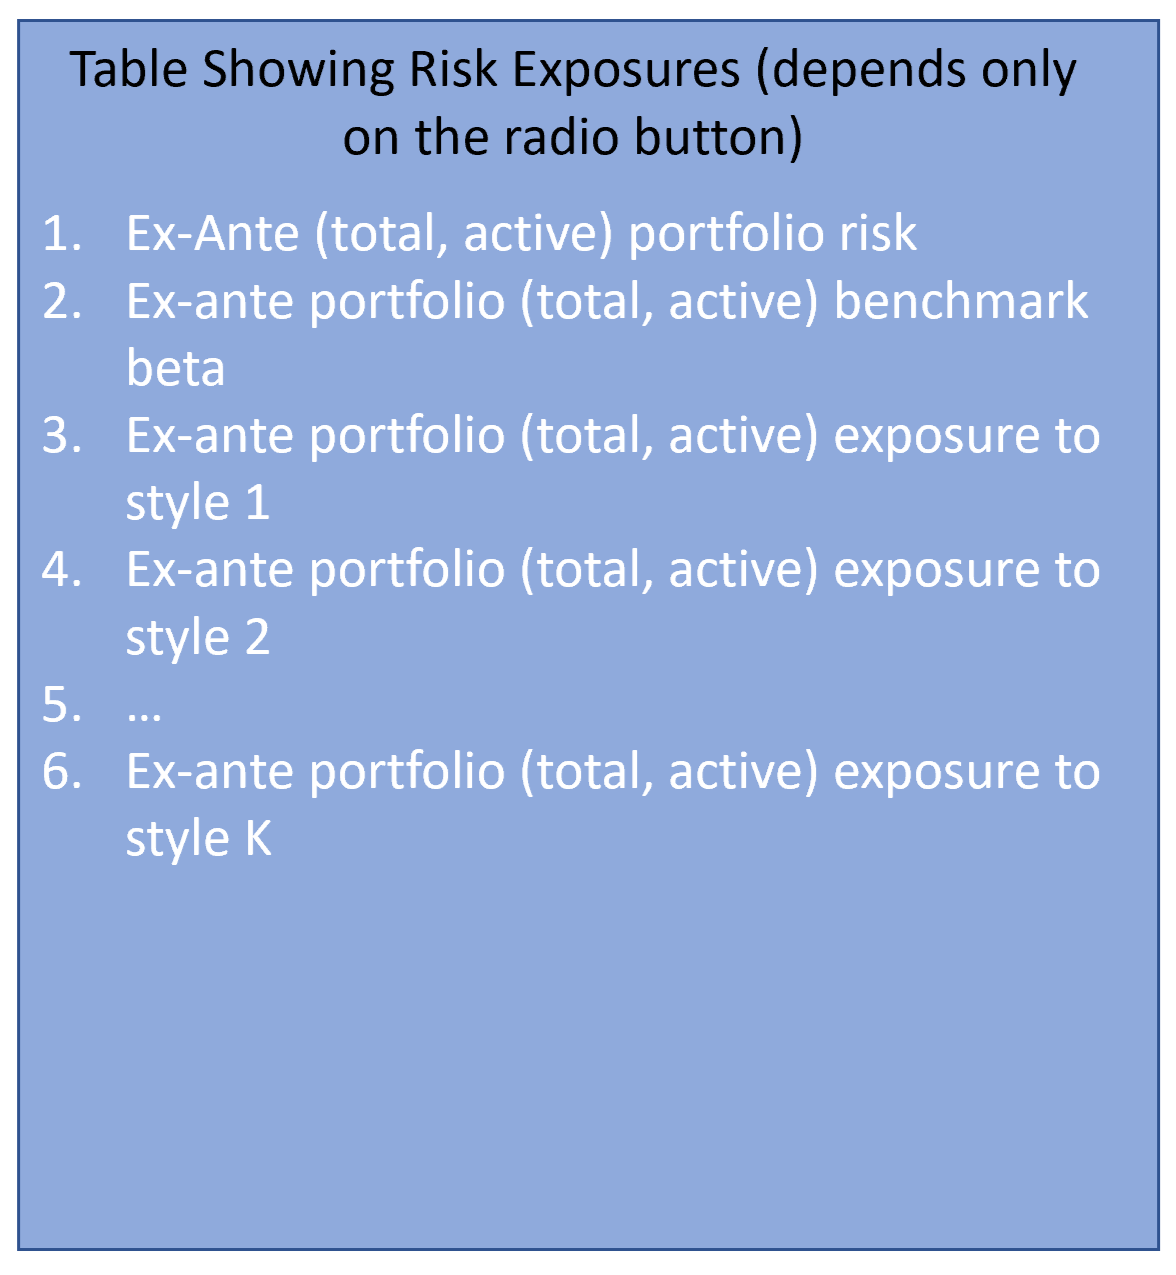 Table Showing Risk Exposures (depends only
on the radio button)
1. Ex-Ante (total, active) portfolio risk
2. Ex-ante portfolio (total, active) benchmark
beta
3. Ex-ante portfolio (total, active) exposure to
style 1
4. Ex-ante portfolio (total, active) exposure to
style 2
5. ...
6. Ex-ante portfolio (total, active) exposure to
style K